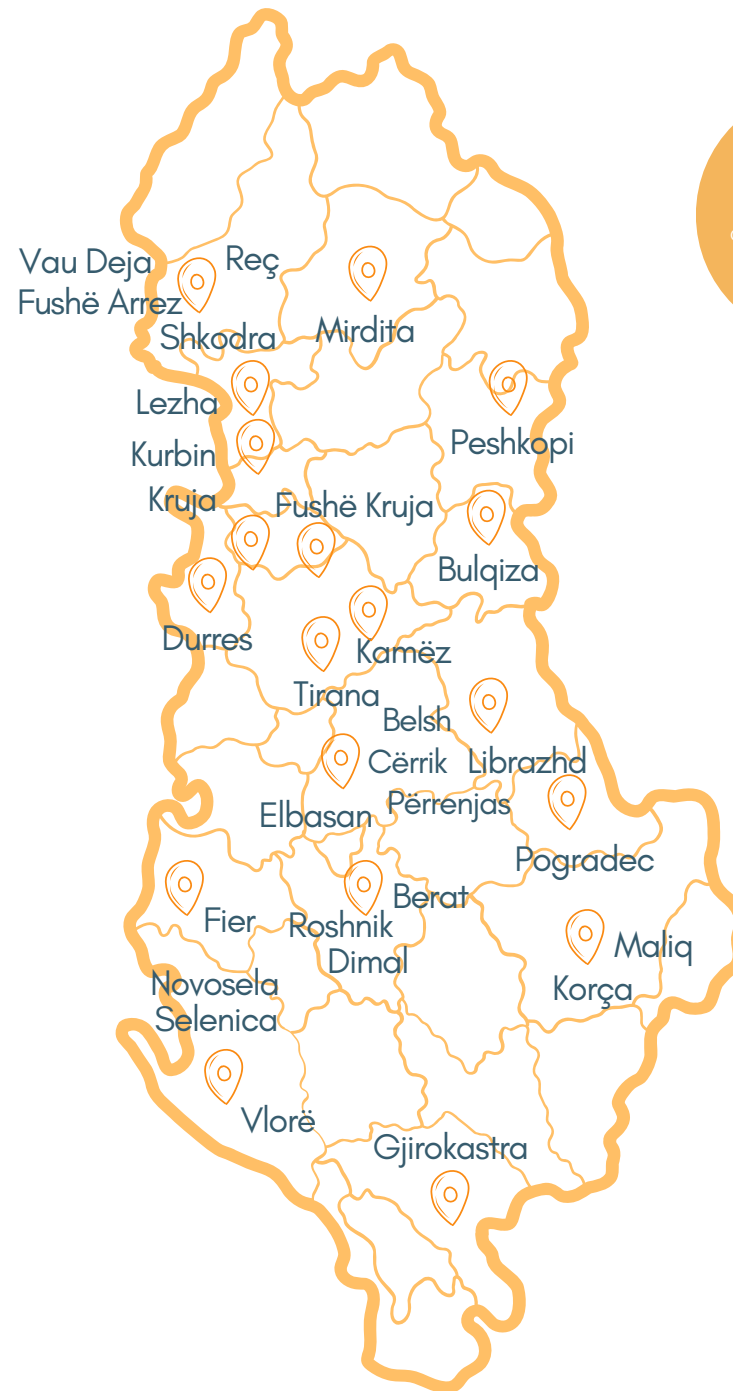 Vau Deja
Reç
Fushë Arrez
Shkodra
Mirdita
Lezha
Kurbin
Peshkopi
Kruja
Fushë Kruja
Bulqiza
Durres
Kamëz
Tirana
Belsh
Cërrik
Librazhd
Elbasan
Përrenjas
Pogradec
Berat
Fier
Roshnik
Dimal
Maliq
Korça
Novosela
Selenica
Vlorë
Gjirokastra